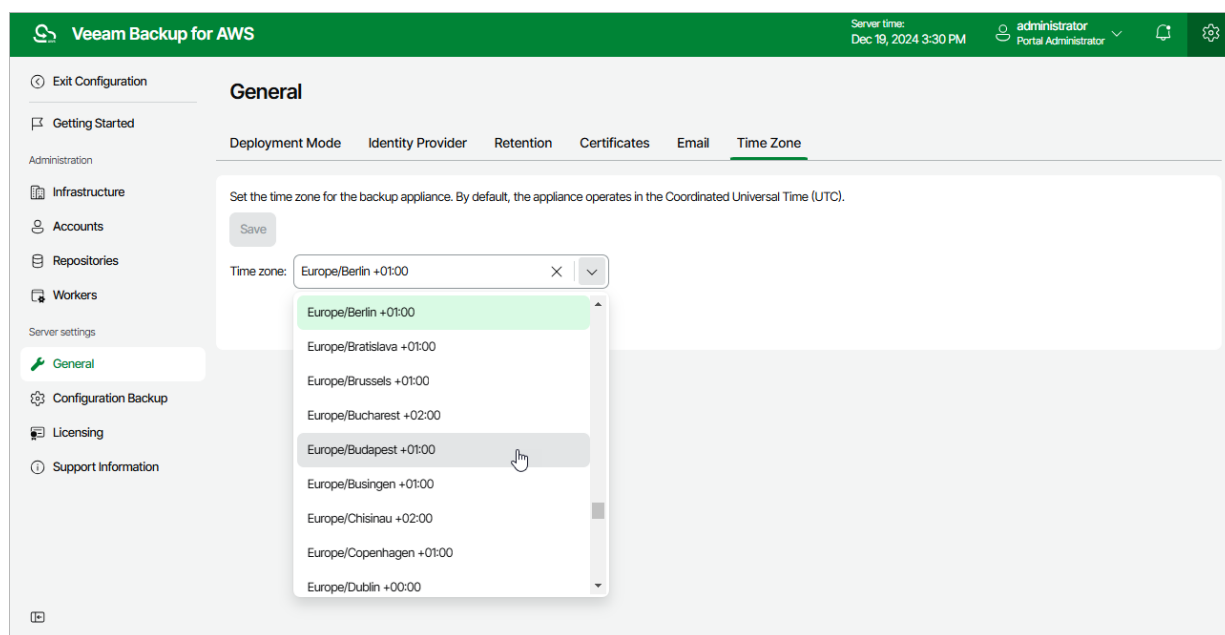 Veeam Backup for AWS
Server time:
Dec 19, 2024 3:30 PM
administrator
Portal Administrator
Exit Configuration
Getting Started
Administration
Infrastructure
Accounts
Repositories
Workers
Server settings
General
Configuration Backup
Licensing
Support Information
General
Deployment Mode Identity Provider Retention Certificates Email Time Zone
Set the time zone for the backup appliance. By default, the appliance operates in the Coordinated Universal Time (UTC).
Save
Time zone: Europe/Berlin +01:00
Europe/Berlin +01:00
Europe/Bratislava +01:00
Europe/Brussels +01:00
Europe/Bucharest +02:00
Europe/Budapest +01:00
Europe/Busingen +01:00
Europe/Chisinau +02:00
Europe/Copenhagen +01:00
Europe/Dublin +00:00